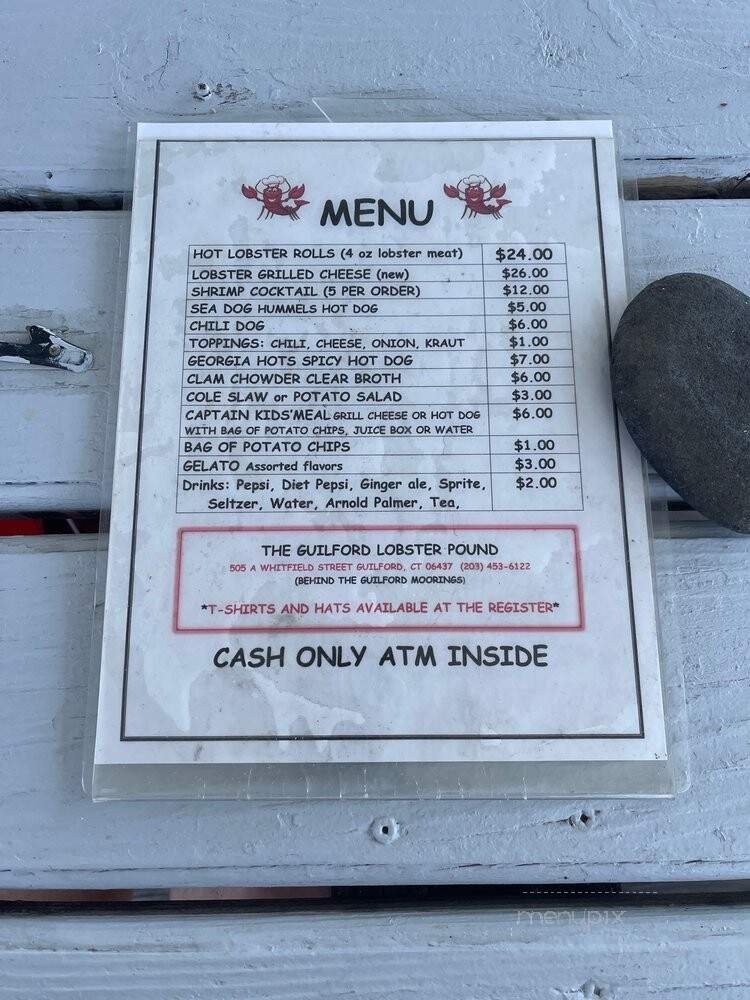 MENU
HOT LOBSTER ROLLS (4 oz lobster meat) $24.00
LOBSTER GRILLED CHEESE (new) $26.00
SHRIMP COCKTAIL (5 PER ORDER) $12.00
SEA DOG HUMMELS HOT DOG $5.00
CHILI DOG $6.00
TOPPINGS: CHILI, CHEESE, ONION, KRAUT $1.00
GEORGIA HOTS SPICY HOT DOG $7.00
CLAM CHOWDER CLEAR BROTH $6.00
COLE SLAW or POTATO SALAD $3.00
CAPTAIN KIDS'MEAL GRILL CHEESE OR HOT DOG $6.00
WITH BAG OF POTATO CHIPS, JUICE BOX OR WATER
BAG OF POTATO CHIPS $1.00
GELATO Assorted flavors $3.00
Drinks: Pepsi, Diet Pepsi, Ginger ale, Sprite, $2.00
Seltzer, Water, Arnold Palmer, Tea,
THE GUILFORD LOBSTER POUND
505 A WHITFIELD STREET GUILFORD, CT 06437 (203) 453-6122
(BEHIND THE GUILFORD MOORINGS)
*T-SHIRTS AND HATS AVAILABLE AT THE REGISTER*
CASH ONLY ATM INSIDE
menupix